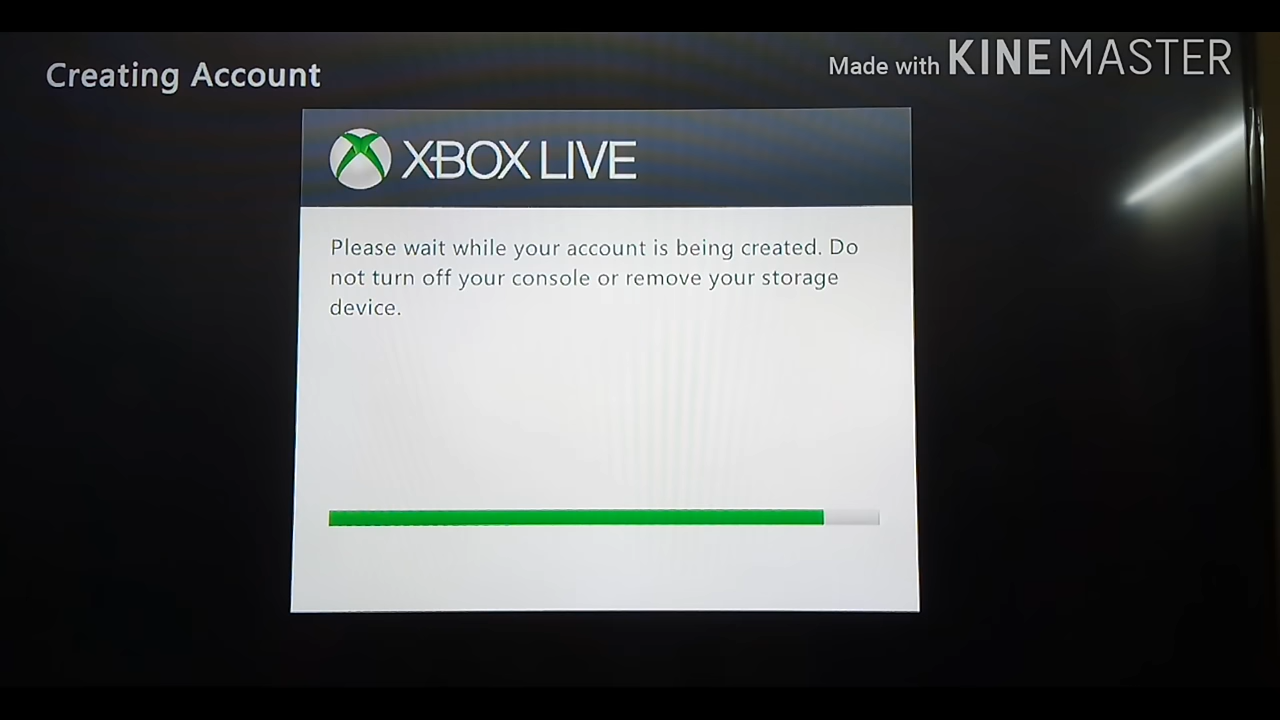 Creating Account
Made with KINEMASTER
XBOX LIVE
Please wait while your account is being created. Do
not turn off your console or remove your storage
device.